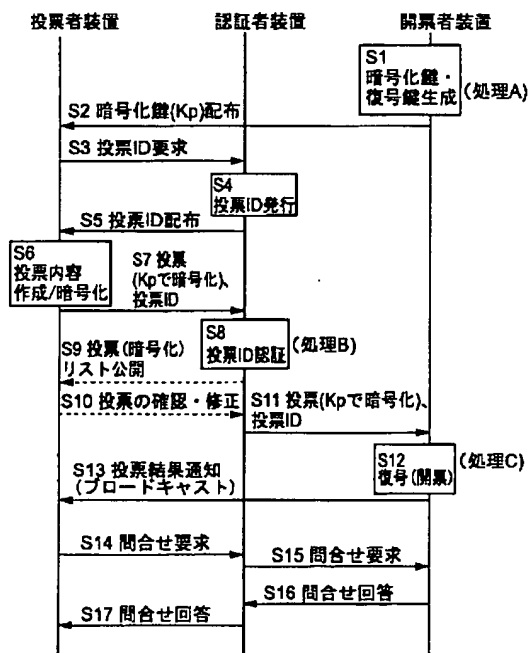 投票者装置
認証者装置
開票者装置
S1
暗号化鍵・
復号鍵生成
(処理A)
S2 暗号化鍵(Kp)配布
S3 投票ID要求
S4
投票ID発行
S5 投票ID配布
S6
投票内容
作成/暗号化
S7 投票
(Kpで暗号化)、
投票ID
S8
投票ID認証
(処理B)
S9 投票(暗号化)
リスト公開
S10 投票の確認・修正
S11 投票(Kpで暗号化)、
投票ID
S12
復号(開票)
(処理C)
S13 投票結果通知
(ブロードキャスト)
S14 問合せ要求
S15 問合せ要求
S16 問合せ回答
S17 問合せ回答